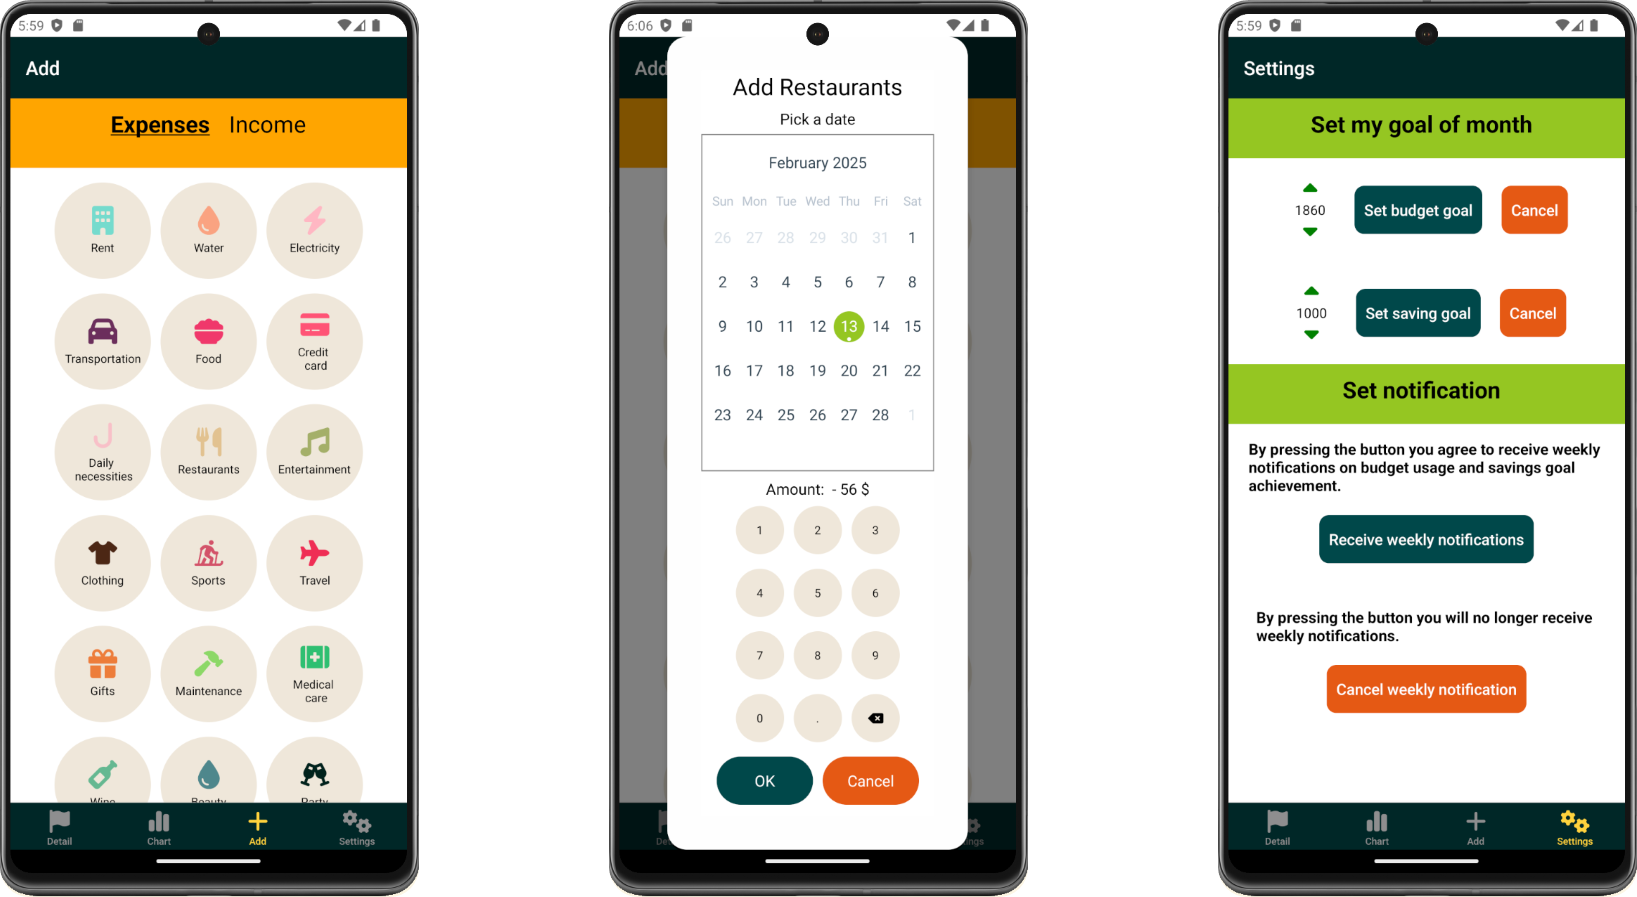 5:59
Add
Expenses Income
Rent
Water
Electricity
Transportation
Food
Credit
card
Daily
necessities
Restaurants
Entertainment
Clothing
Sports
Travel
Gifts
Maintenance
Medical
care
Wine
Beauty
Party
Detail
Chart
Add
Settings
6:06
Add
Add Restaurants
Pick a date
February 2025
Sun Mon Tue Wed Thu Fri Sat
26 27 28 29 30 31 1
2 3 4 5 6 7 8
9 10 11 12 13 14 15
16 17 18 19 20 21 22
23 24 25 26 27 28 1
Amount: - 56 $
1 2 3
4 5 6
7 8 9
0 .
OK Cancel
5:59
Settings
Set my goal of month
1860
Set budget goal
Cancel
1000
Set saving goal
Cancel
Set notification
By pressing the button you agree to receive weekly
notifications on budget usage and savings goal
achievement.
Receive weekly notifications
By pressing the button you will no longer receive
weekly notifications.
Cancel weekly notification
Detail
Chart
Add
Settings